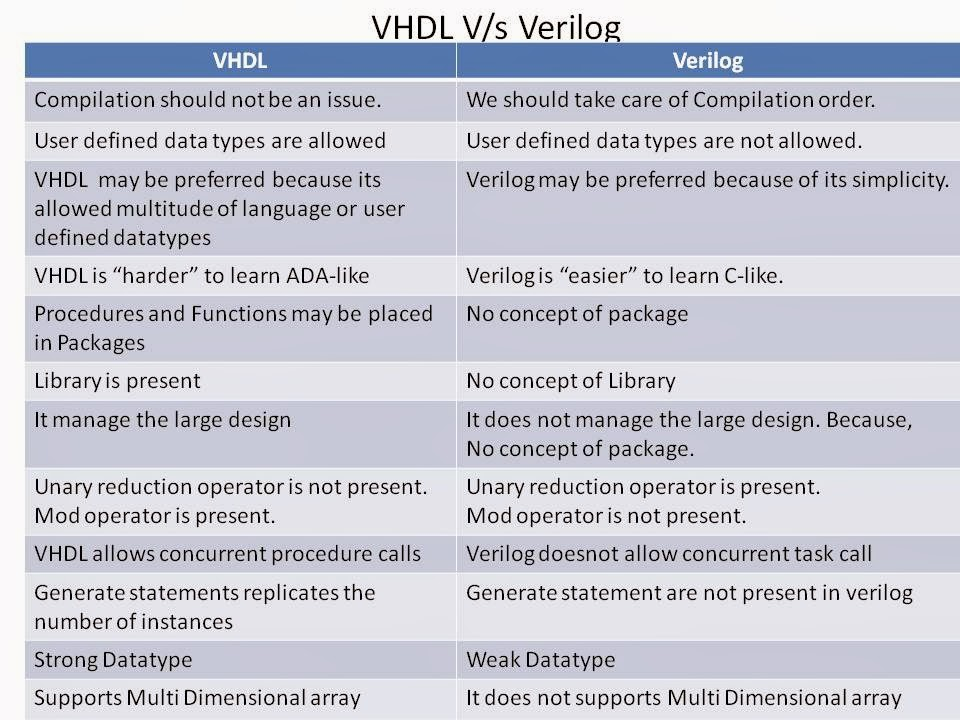 VHDL V/s Verilog
VHDL Verilog
Compilation should not be an issue. We should take care of Compilation order.
User defined data types are allowed User defined data types are not allowed.
VHDL may be preferred because its Verilog may be preferred because of its simplicity.
allowed multitude of language or user
defined datatypes
VHDL is “harder” to learn ADA-like Verilog is “easier” to learn C-like.
Procedures and Functions may be placed No concept of package
in Packages
Library is present No concept of Library
It manage the large design It does not manage the large design. Because,
No concept of package.
Unary reduction operator is not present. Unary reduction operator is present.
Mod operator is present. Mod operator is not present.
VHDL allows concurrent procedure calls Verilog doesnot allow concurrent task call
Generate statements replicates the Generate statement are not present in verilog
number of instances
Strong Datatype Weak Datatype
Supports Multi Dimensional array It does not supports Multi Dimensional array